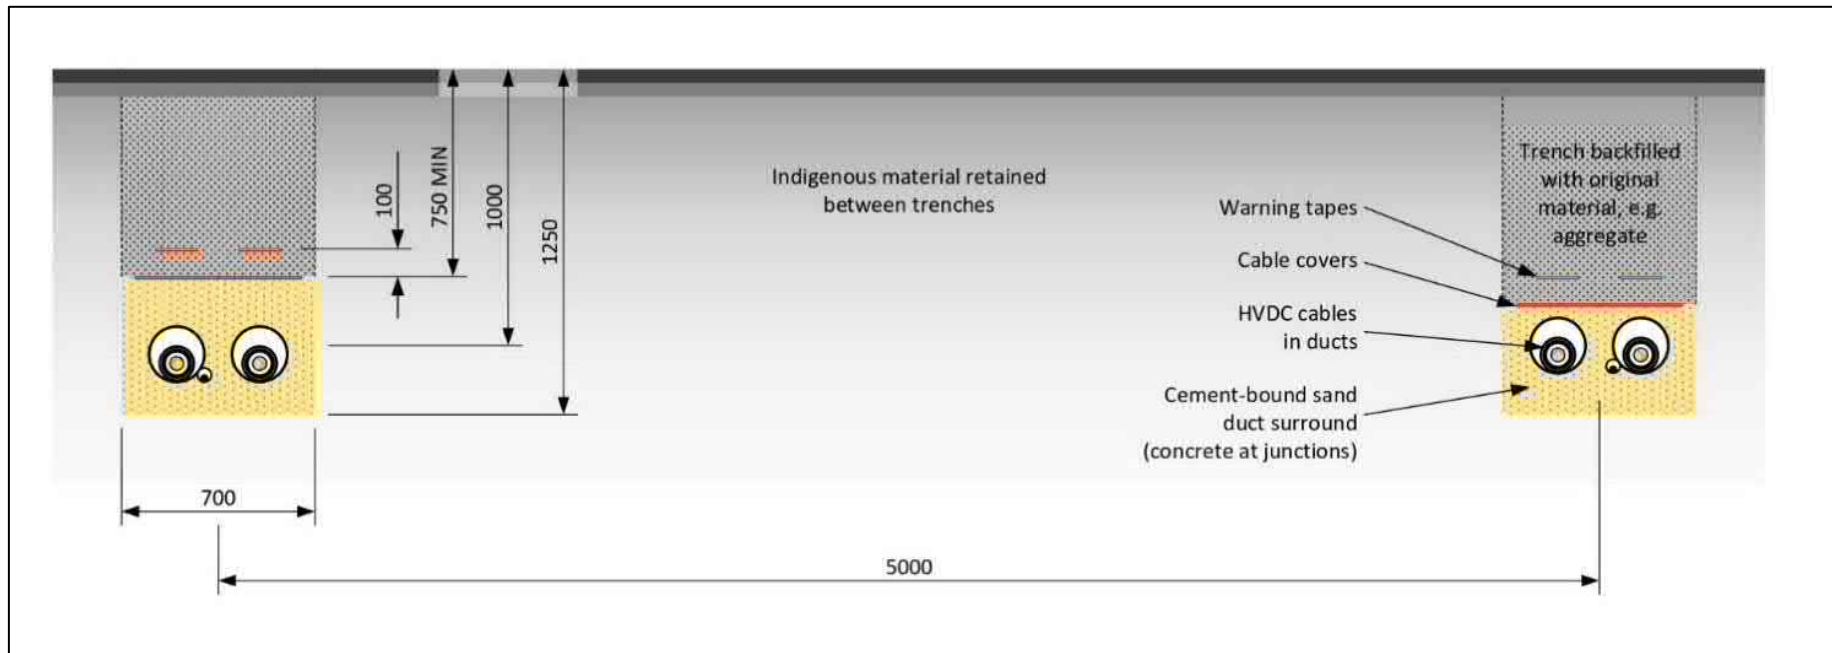 100
750 MIN
1000
1250
Indigenous material retained
between trenches
Trench backfilled
with original
material, e.g.
aggregate
Warning tapes
Cable covers
HVDC cables
in ducts
Cement-bound sand
duct surround
(concrete at junctions)
700
5000